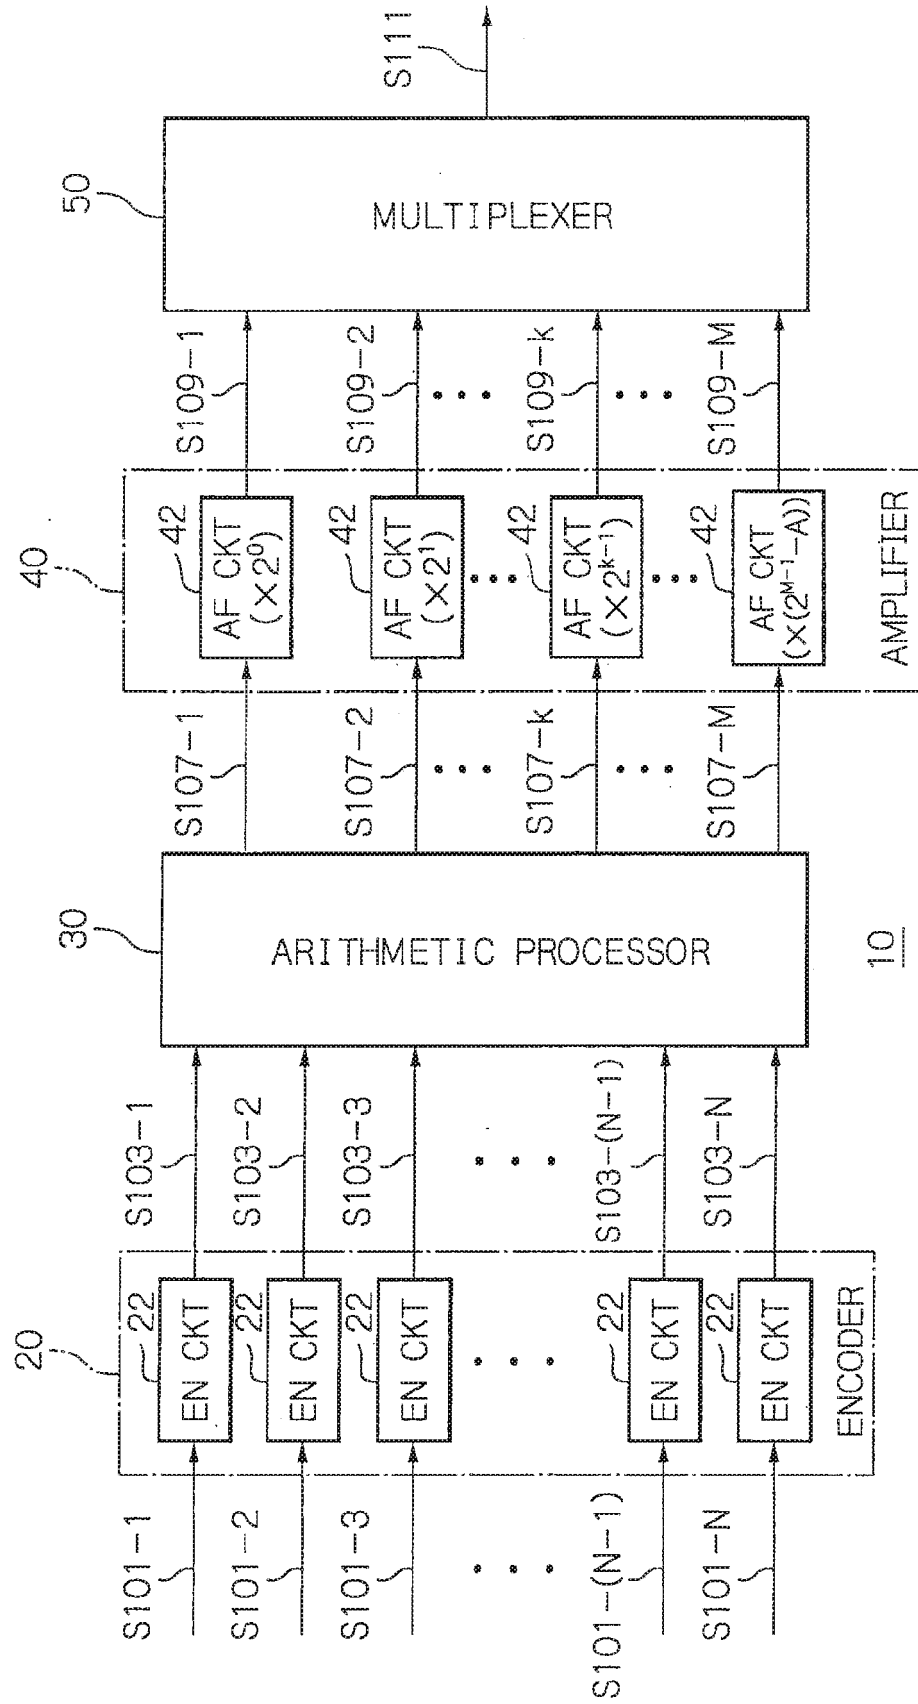 10
20
ENCODER
S101-1
22
EN CKT
S103-1
S101-2
22
EN CKT
S103-2
S101-3
22
EN CKT
S103-3
S101-(N-1)
22
EN CKT
S103-(N-1)
S101-N
22
EN CKT
S103-N
30
ARITHMETIC PROCESSOR
40
AMPLIFIER
S107-1
42
AF CKT
(×2⁰)
S109-1
S107-2
42
AF CKT
(×2¹)
S109-2
S107-k
42
AF CKT
(×2ᵏ⁻¹)
S109-k
S107-M
42
AF CKT
(×(2ᴹ⁻¹-A))
S109-M
50
MULTIPLEXER
S111